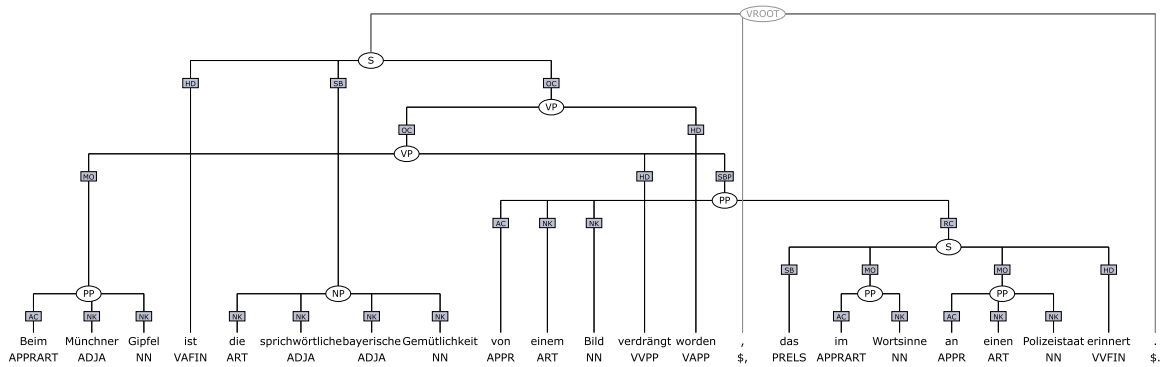 VROOT
S
HD SB OC
VP
OC HD
VP
MO HD SBP
PP
AC NK NK RC
S
SB MO MO HD
PP NP PP PP
AC NK NK NK NK NK NK AC NK AC NK NK
Beim Münchner Gipfel ist die sprichwörtliche bayerische Gemütlichkeit von einem Bild verdrängt worden , das im Wortsinne an einen Polizeistaat erinnert .
APPRART ADJA NN VAFIN ART ADJA ADJA NN APPR ART NN VVPP VAPP $, PRELS APPRART NN APPR ART NN VVFIN $.